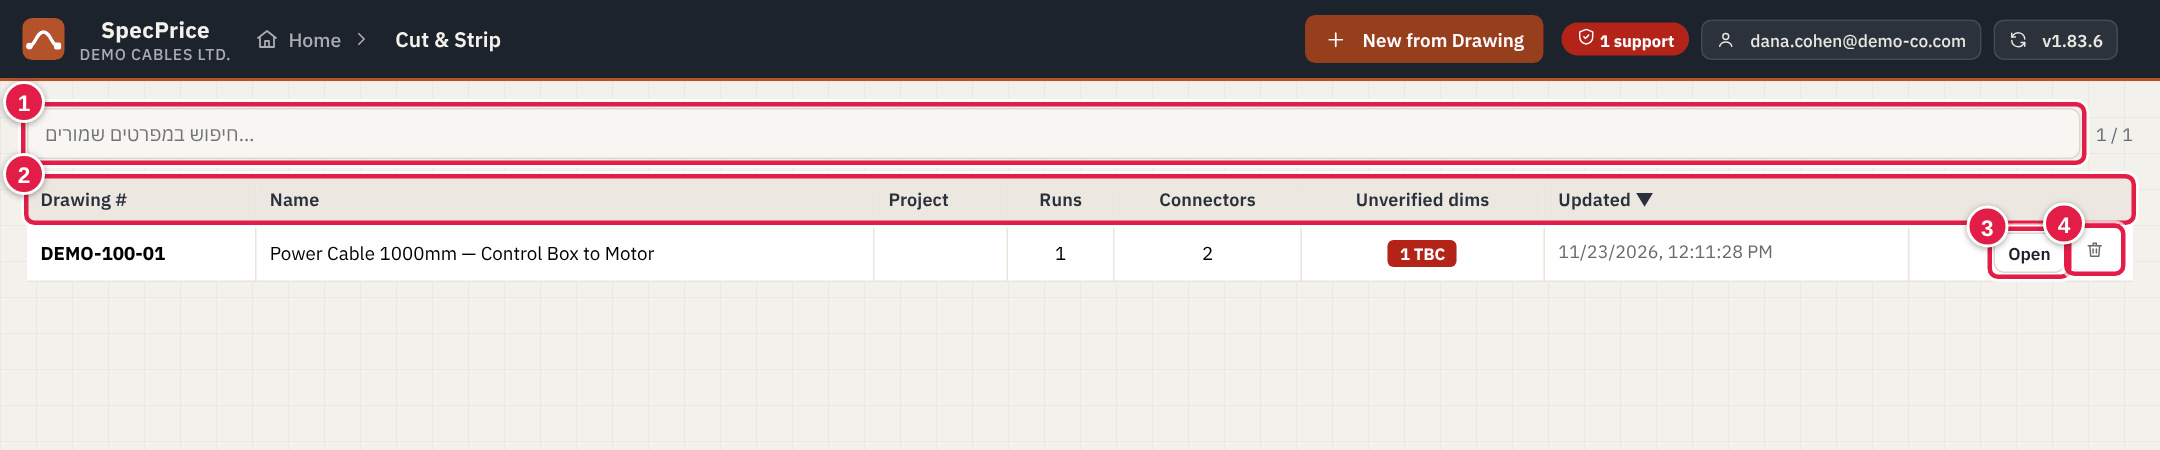 SpecPrice
DEMO CABLES LTD.
Home
Cut & Strip
New from Drawing
1 support
dana.cohen@demo-co.com
v1.83.6
1
חיפוש במפרטים שמורים...
1 / 1
2
Drawing # Name Project Runs Connectors Unverified dims Updated ▼
3
4
DEMO-100-01 Power Cable 1000mm — Control Box to Motor 1 2 1 TBC 11/23/2026, 12:11:28 PM Open